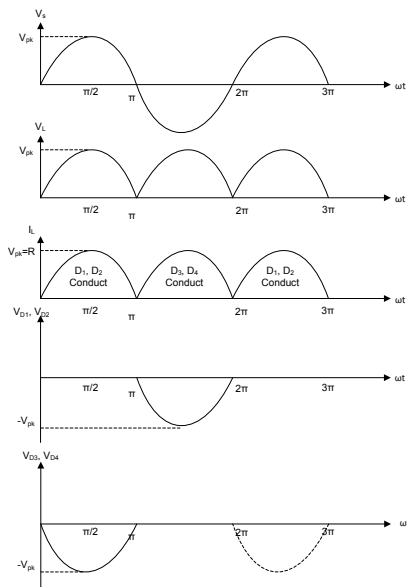 Vs
Vpk
π/2 π 2π 3π ωt
VL
Vpk
π/2 π 2π 3π ωt
IL
Vpk=R
D1, D2 D3, D4 D1, D2
Conduct Conduct Conduct
π/2 π 2π 3π ωt
VD1, VD2
π/2 π 2π 3π ωt
-Vpk
VD3, VD4
π/2 π 2π 3π ω
-Vpk